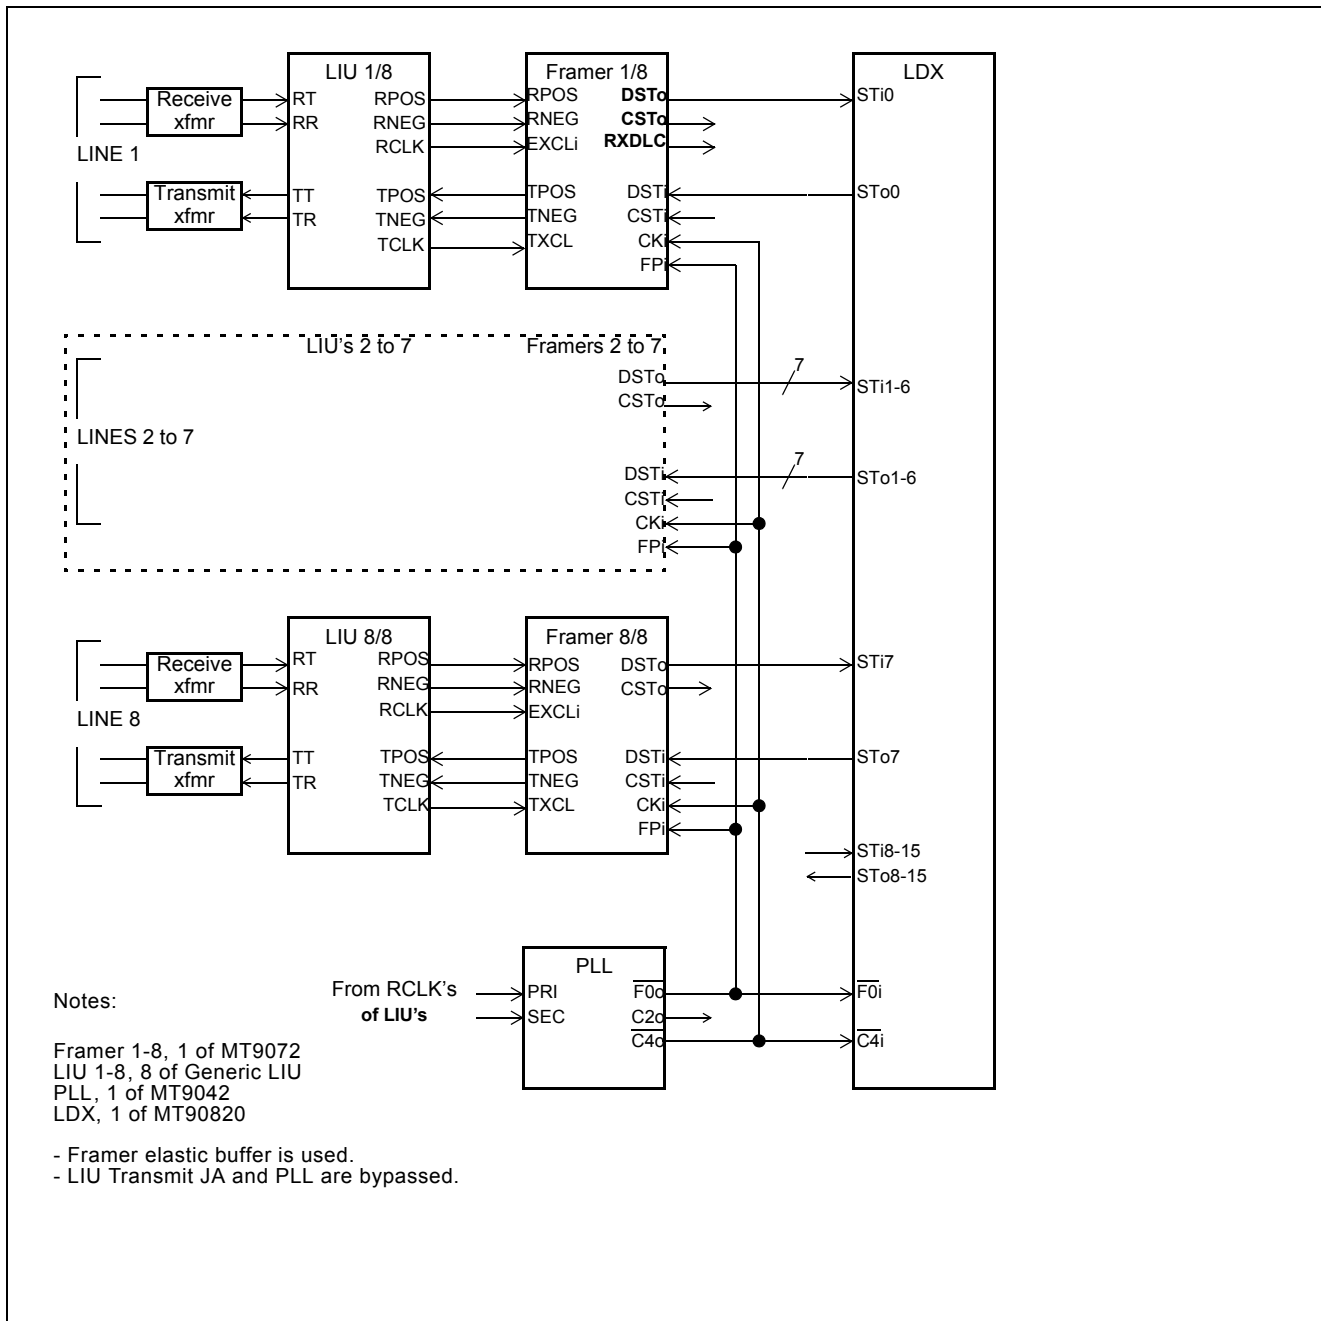 LIU 1/8
Framer 1/8
LDX
Receive
xfmr
RT
RR
RPOS
RNEG
RCLK
RPOS
RNEG
EXCLi
DSTo
CSTo
RXDLC
STi0
LINE 1
Transmit
xfmr
TT
TR
TPOS
TNEG
TCLK
TPOS
TNEG
TXCL
DSTi
CSTi
CKi
FPi
STo0
LIU's 2 to 7
Framers 2 to 7
DSTo
CSTo
7
STi1-6
LINES 2 to 7
DSTi
CSTi
CKi
FPi
7
STo1-6
LIU 8/8
Framer 8/8
Receive
xfmr
RT
RR
RPOS
RNEG
RCLK
RPOS
RNEG
EXCLi
DSTo
CSTo
STi7
LINE 8
Transmit
xfmr
TT
TR
TPOS
TNEG
TCLK
TPOS
TNEG
TXCL
DSTi
CSTi
CKi
FPi
STo7
STi8-15
STo8-15
PLL
From RCLK's
of LIU's
PRI
SEC
F0o
C2o
C4o
F0i
C4i
Notes:
Framer 1-8, 1 of MT9072
LIU 1-8, 8 of Generic LIU
PLL, 1 of MT9042
LDX, 1 of MT90820
- Framer elastic buffer is used.
- LIU Transmit JA and PLL are bypassed.